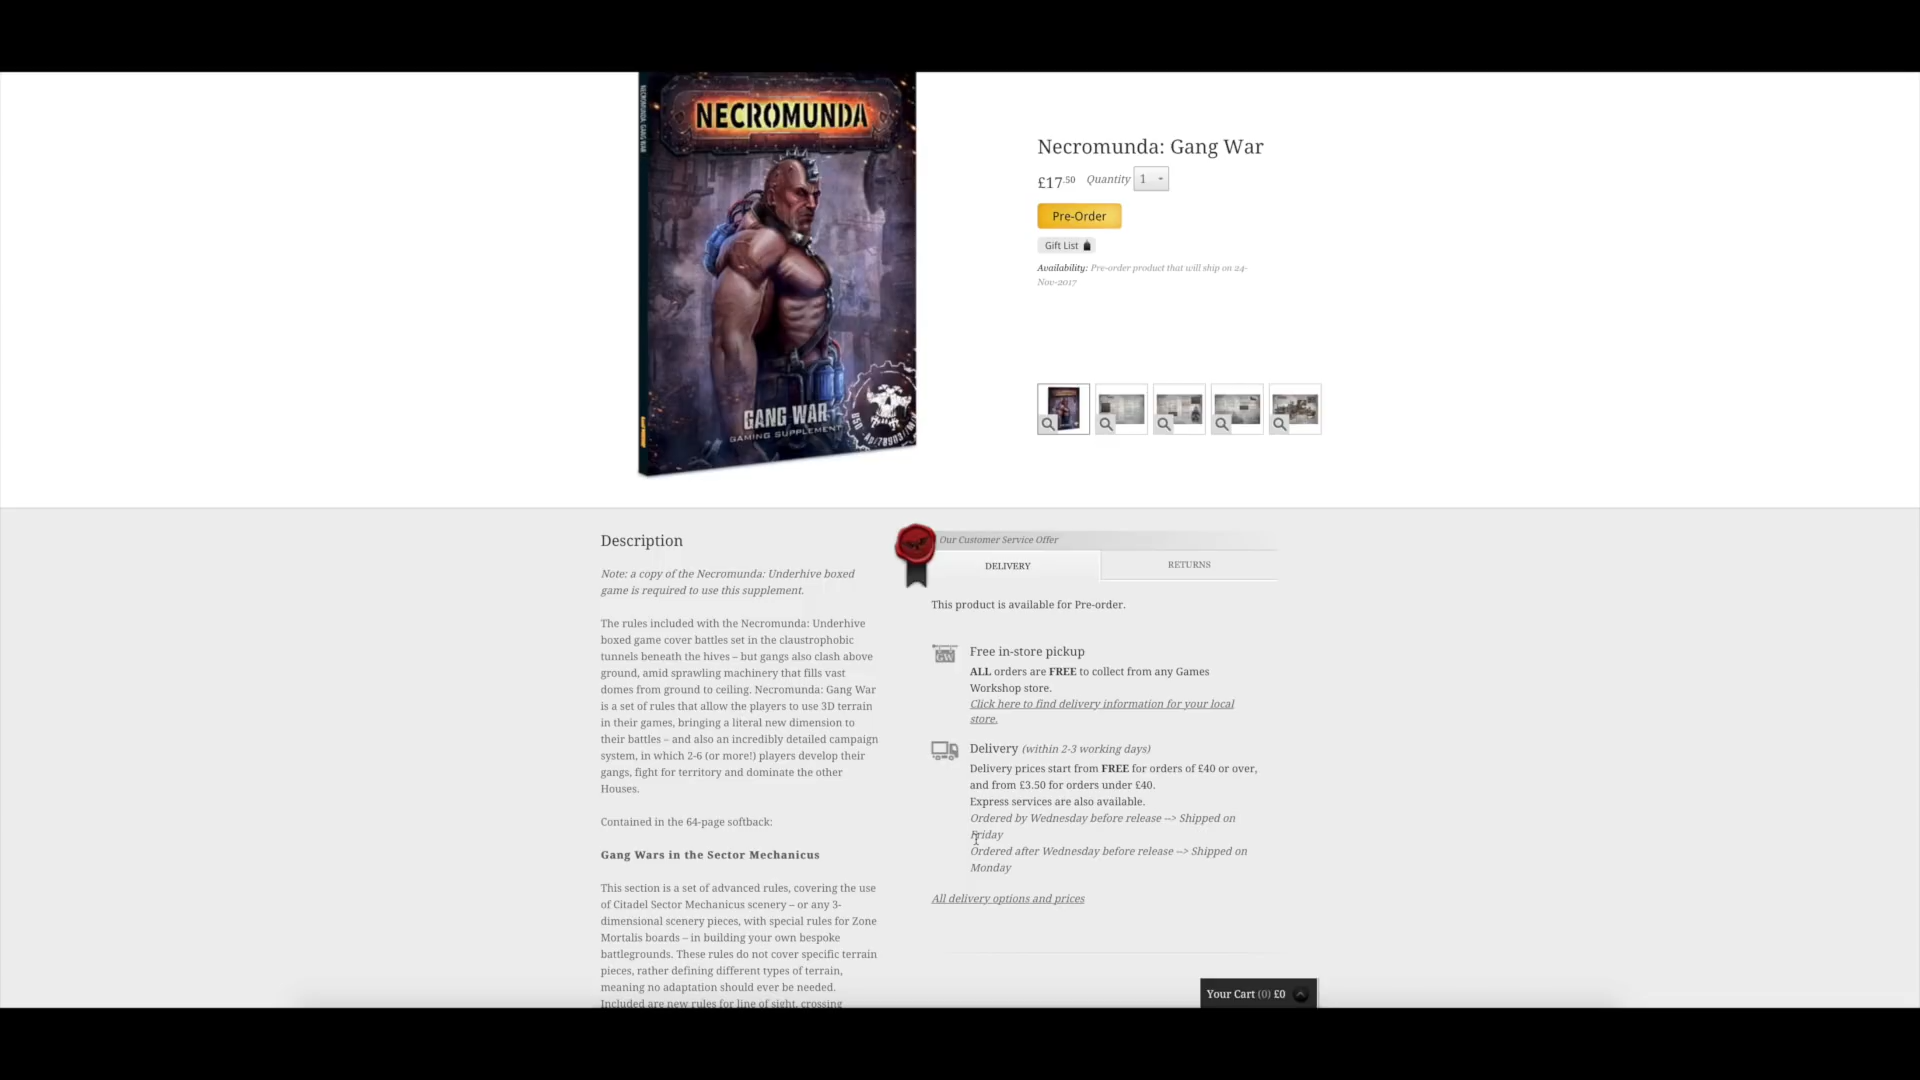 NECROMUNDA
NECROMUNDA GANG WAR
GANG WAR
GAMING SUPPLEMENT
Necromunda: Gang War
£17.50 Quantity 1
Pre-Order
Gift List
Availability: Pre-order product that will ship on 24-
Nov-2017
Description
Note: a copy of the Necromunda: Underhive boxed
game is required to use this supplement.
The rules included with the Necromunda: Underhive
boxed game cover battles set in the claustrophobic
tunnels beneath the hives – but gangs also clash above
ground, amid sprawling machinery that fills vast
domes from ground to ceiling. Necromunda: Gang War
is a set of rules that allow the players to use 3D terrain
in their games, bringing a literal new dimension to
their battles – and also an incredibly detailed campaign
system, in which 2-6 (or more!) players develop their
gangs, fight for territory and dominate the other
Houses.
Contained in the 64-page softback:
Gang Wars in the Sector Mechanicus
This section is a set of advanced rules, covering the use
of Citadel Sector Mechanicus scenery – or any 3-
dimensional scenery pieces, with special rules for Zone
Mortalis boards – in building your own bespoke
battlegrounds. These rules do not cover specific terrain
pieces, rather defining different types of terrain,
meaning no adaptation should ever be needed.
Included are new rules for line of sight, crossing
Our Customer Service Offer
DELIVERY
RETURNS
This product is available for Pre-order.
GW
Free in-store pickup
ALL orders are FREE to collect from any Games
Workshop store.
Click here to find delivery information for your local
store.
Delivery (within 2-3 working days)
Delivery prices start from FREE for orders of £40 or over,
and from £3.50 for orders under £40.
Express services are also available.
Ordered by Wednesday before release --> Shipped on
Friday
Ordered after Wednesday before release --> Shipped on
Monday
All delivery options and prices
Your Cart (0) £0